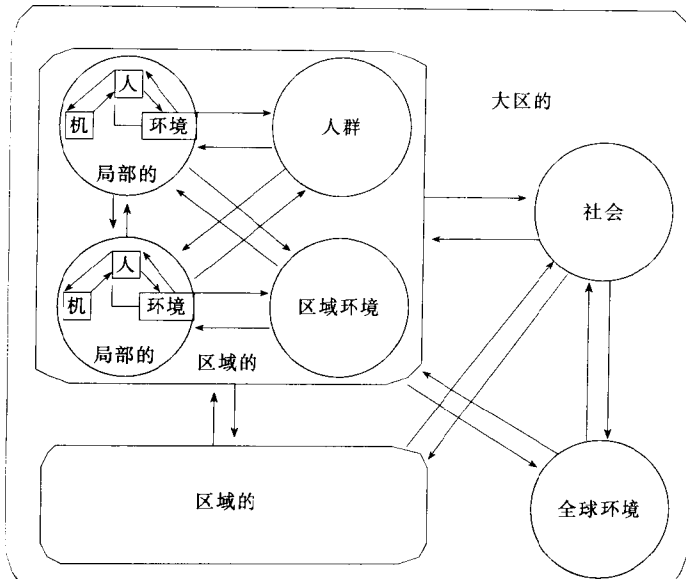 人
机
环境
局部的
人群
大区的
社会
人
机
环境
局部的
区域环境
区域的
区域的
全球环境